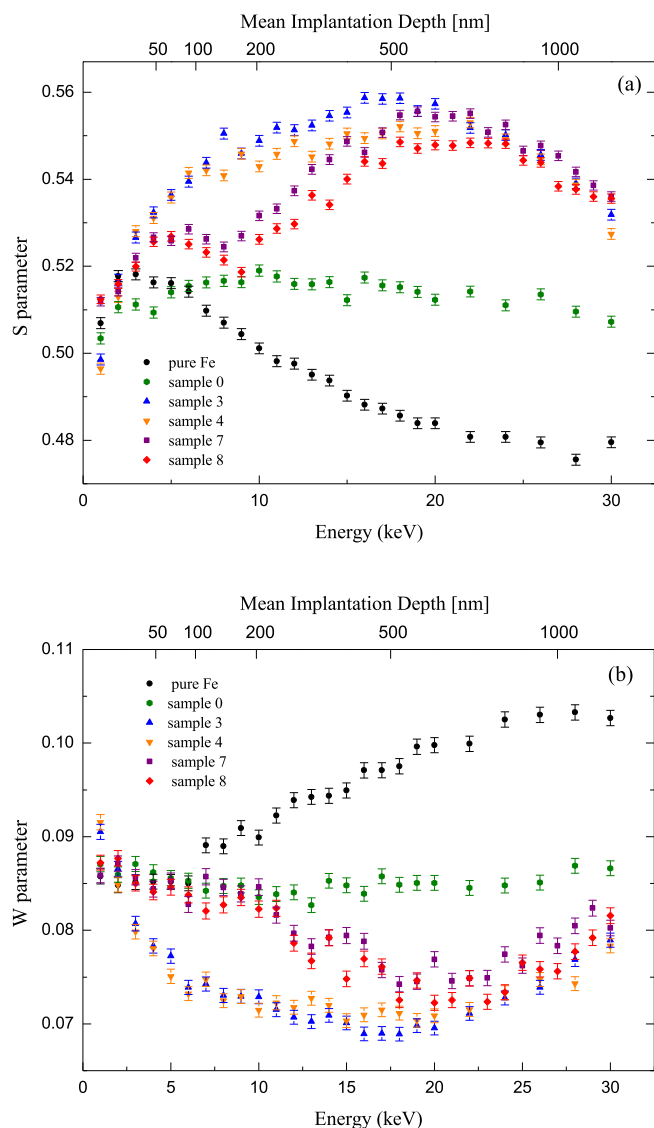 Mean Implantation Depth [nm]
50 100 200 500 1000
(a)
0.56
0.54
0.52
0.50
0.48
S parameter
pure Fe
sample 0
sample 3
sample 4
sample 7
sample 8
0 5 10 15 20 25 30
Energy (keV)
Mean Implantation Depth [nm]
50 100 200 500 1000
0.11
(b)
0.10
0.09
0.08
0.07
W parameter
pure Fe
sample 0
sample 3
sample 4
sample 7
sample 8
0 5 10 15 20 25 30
Energy (keV)